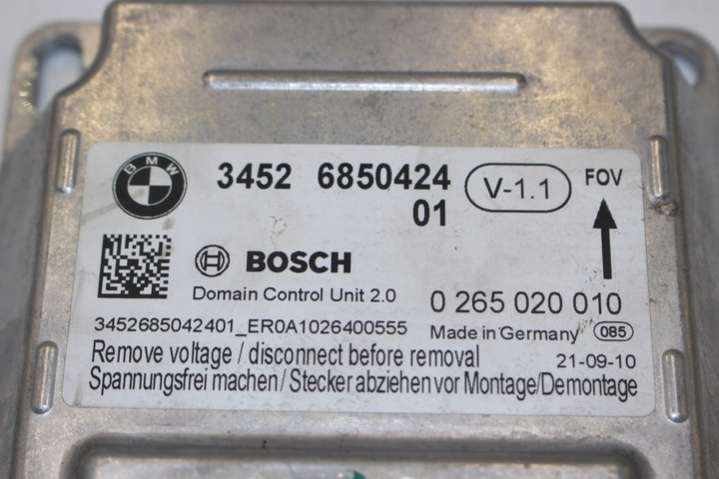 BMW
3452 6850424 V-1.1 FOV
01
BOSCH
Domain Control Unit 2.0 0 265 020 010
3452685042401_ER0A1026400555 Made in Germany 085
Remove voltage / disconnect before removal 21-09-10
Spannungsfrei machen / Stecker abziehen vor Montage/Demontage